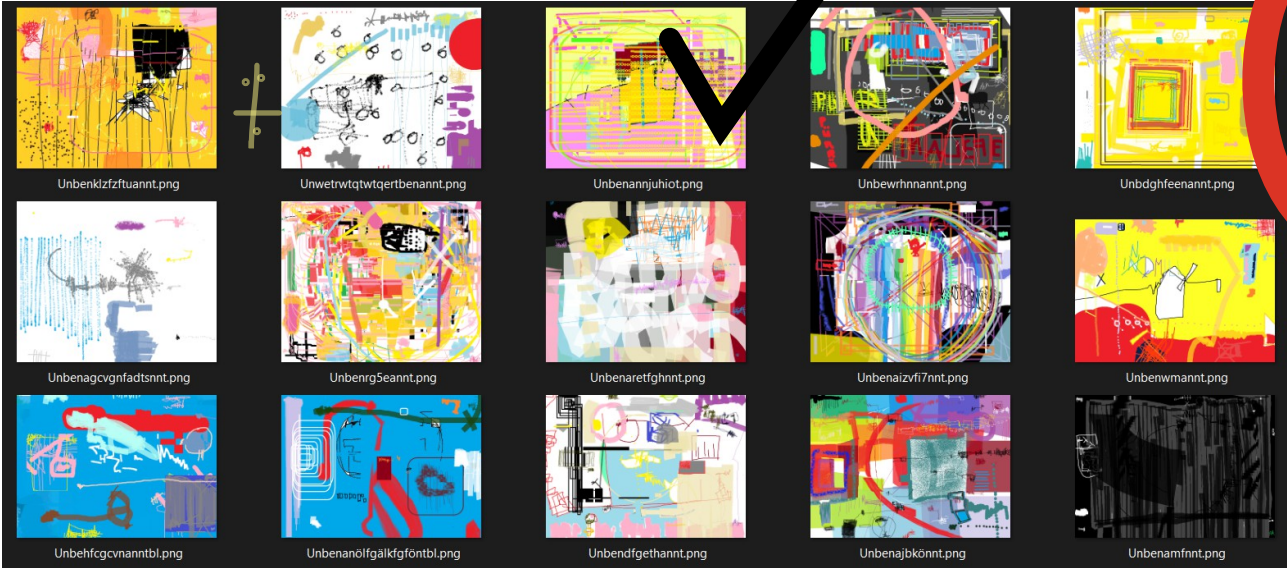 Unbenklzfzftuannt.png
Unwetrwtqtwtqertbenannt.png
Unbenannjuhiot.png
Unbewrhnnannt.png
Unbdghfeenannt.png
Unbenagcvgnfadtsnnt.png
Unbenrg5eannt.png
Unbenaretfghnnt.png
Unbenaizvfi7nnt.png
Unbenwmannt.png
Unbehfcgcvnanntbl.png
Unbenanölfgälkfgföntbl.png
Unbendfgethannt.png
Unbenajbkönnt.png
Unbenamfnnt.png